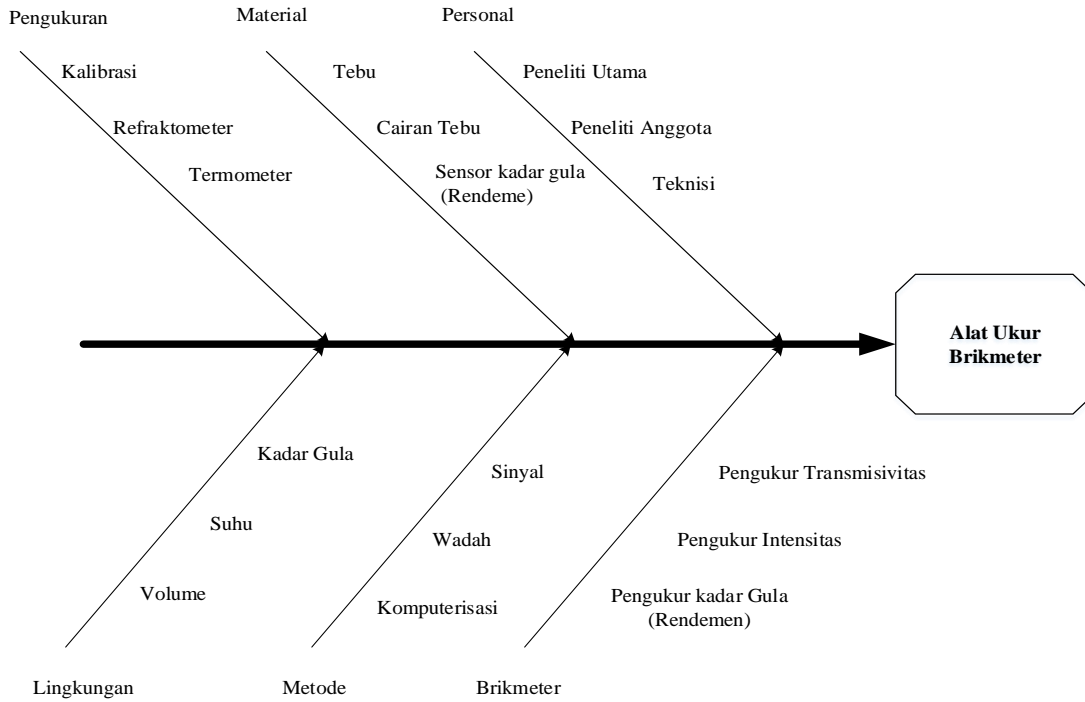 Pengukuran
Material
Personal
Kalibrasi
Tebu
Peneliti Utama
Refraktometer
Cairan Tebu
Peneliti Anggota
Termometer
Sensor kadar gula
(Rendeme)
Teknisi
Alat Ukur
Brikmeter
Kadar Gula
Sinyal
Pengukur Transmisivitas
Suhu
Wadah
Pengukur Intensitas
Volume
Komputerisasi
Pengukur kadar Gula
(Rendemen)
Lingkungan
Metode
Brikmeter